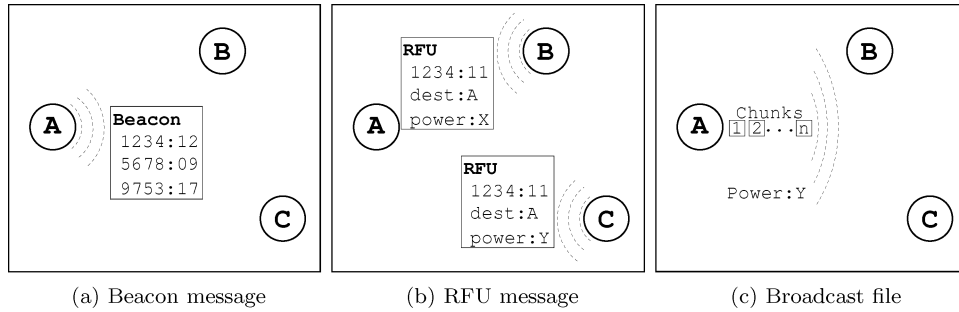 B
A
Beacon
1234:12
5678:09
9753:17
C
(a) Beacon message
RFU
1234:11
dest:A
power:X
B
A
RFU
1234:11
dest:A
power:Y
C
(b) RFU message
B
A
Chunks
1 2 ... n
Power:Y
C
(c) Broadcast file